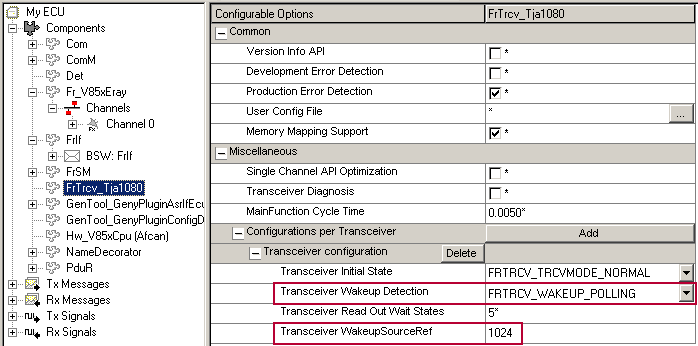 My ECU
Components
Com
ComM
Det
Fr_V85xEray
Channels
Channel 0
FrIf
BSW: FrIf
FrSM
FrTrcv_Tja1080
GenTool_GenyPluginAsrIfEcu
GenTool_GenyPluginConfigD
Hw_V85xCpu (Afcan)
NameDecorator
PduR
Tx Messages
Rx Messages
Tx Signals
Rx Signals
Configurable Options FrTrcv_Tja1080
Common
Version Info API *
Development Error Detection *
Production Error Detection *
User Config File * ...
Memory Mapping Support *
Miscellaneous
Single Channel API Optimization *
Transceiver Diagnosis *
MainFunction Cycle Time 0.0050*
Configurations per Transceiver Add
Transceiver configuration Delete
Transceiver Initial State FRTRCV_TRCVMODE_NORMAL
Transceiver Wakeup Detection FRTRCV_WAKEUP_POLLING
Transceiver Read Out Wait States 5*
Transceiver WakeupSourceRef 1024